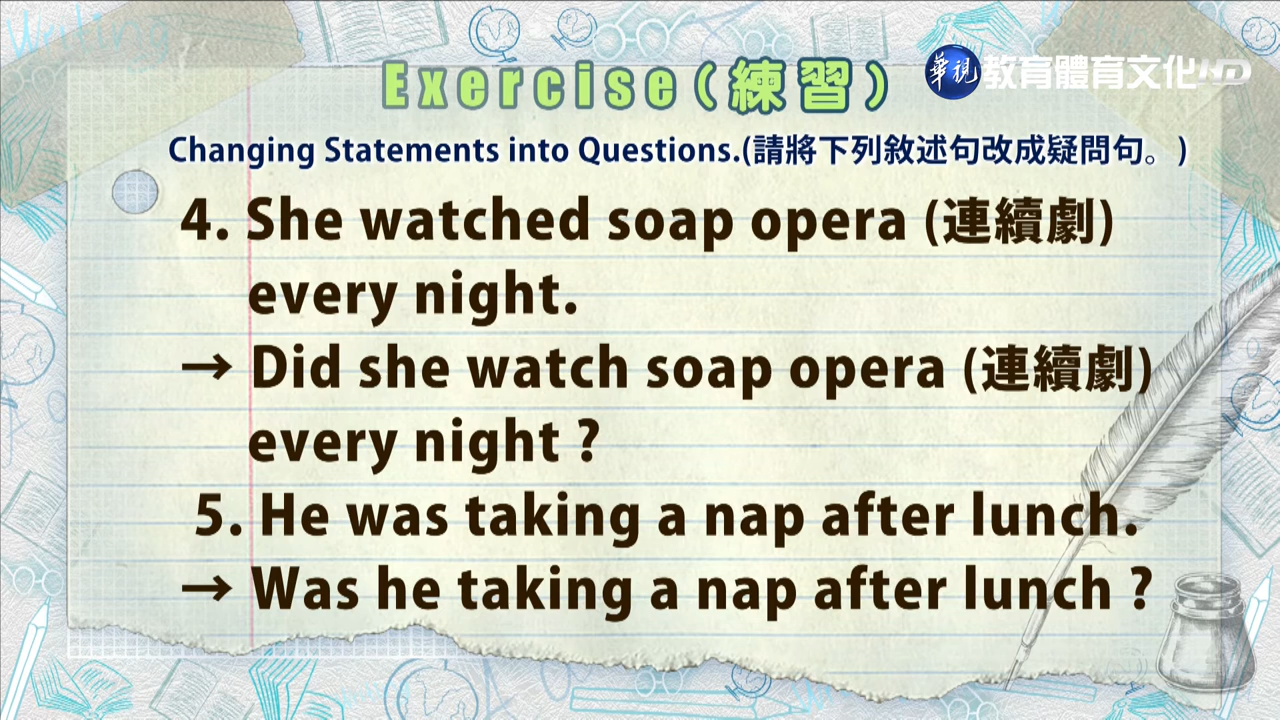 Writing
Exercise(練習)
華視 教育體育文化HD
Changing Statements into Questions.(請將下列敘述句改成疑問句。)
4. She watched soap opera (連續劇)
every night.
→ Did she watch soap opera (連續劇)
every night ?
5. He was taking a nap after lunch.
→ Was he taking a nap after lunch ?